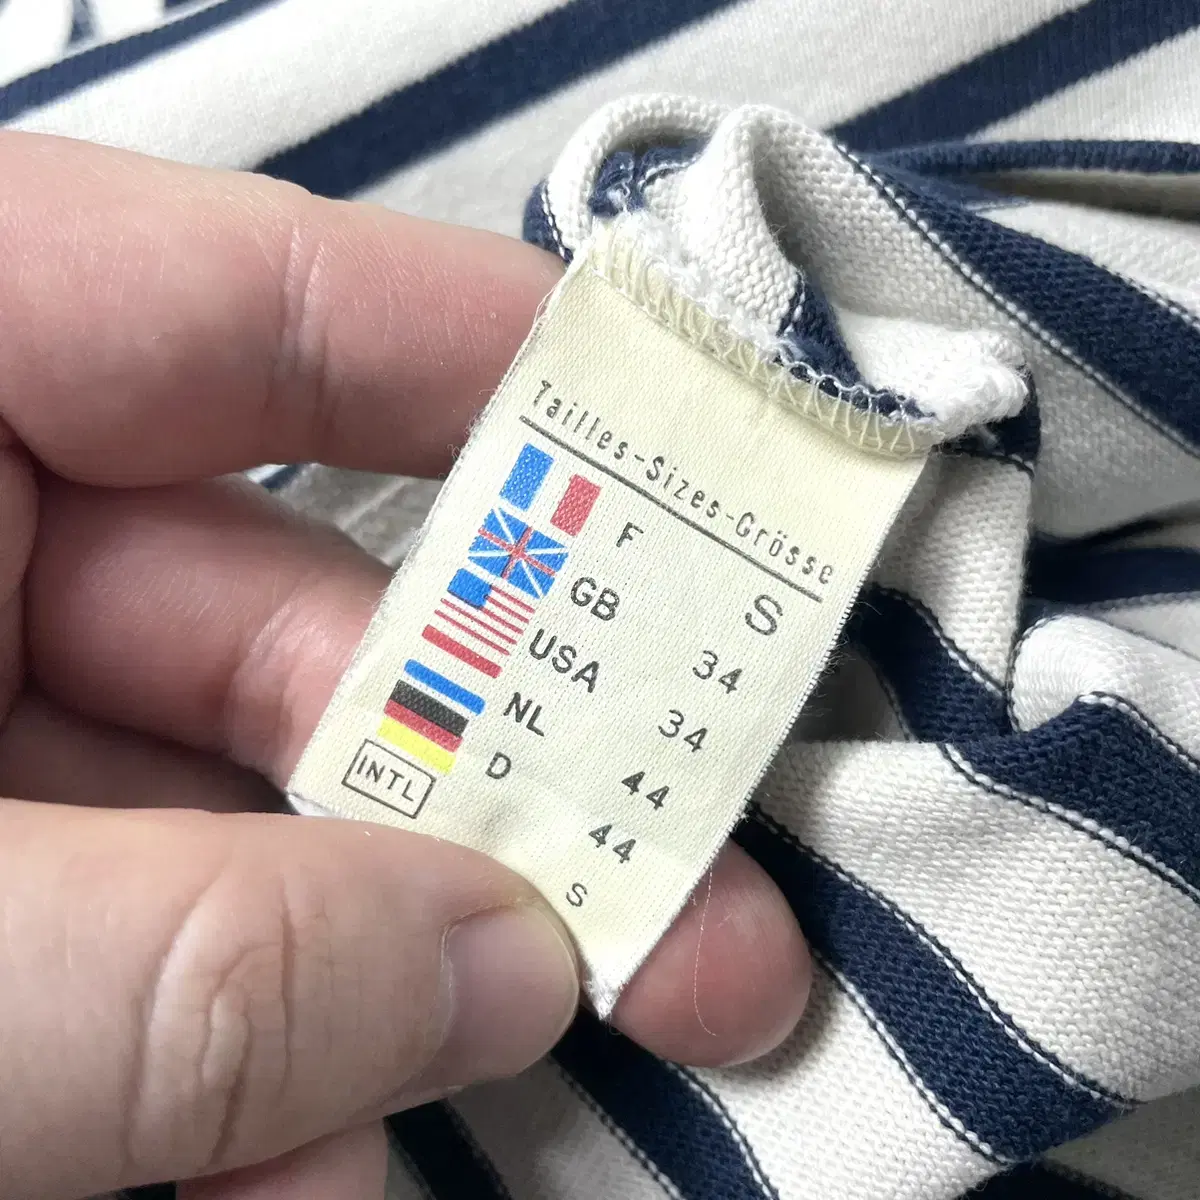 Tailles-Sizes-Grösse
F S
GB 34
USA 34
NL 44
D 44
INTL S